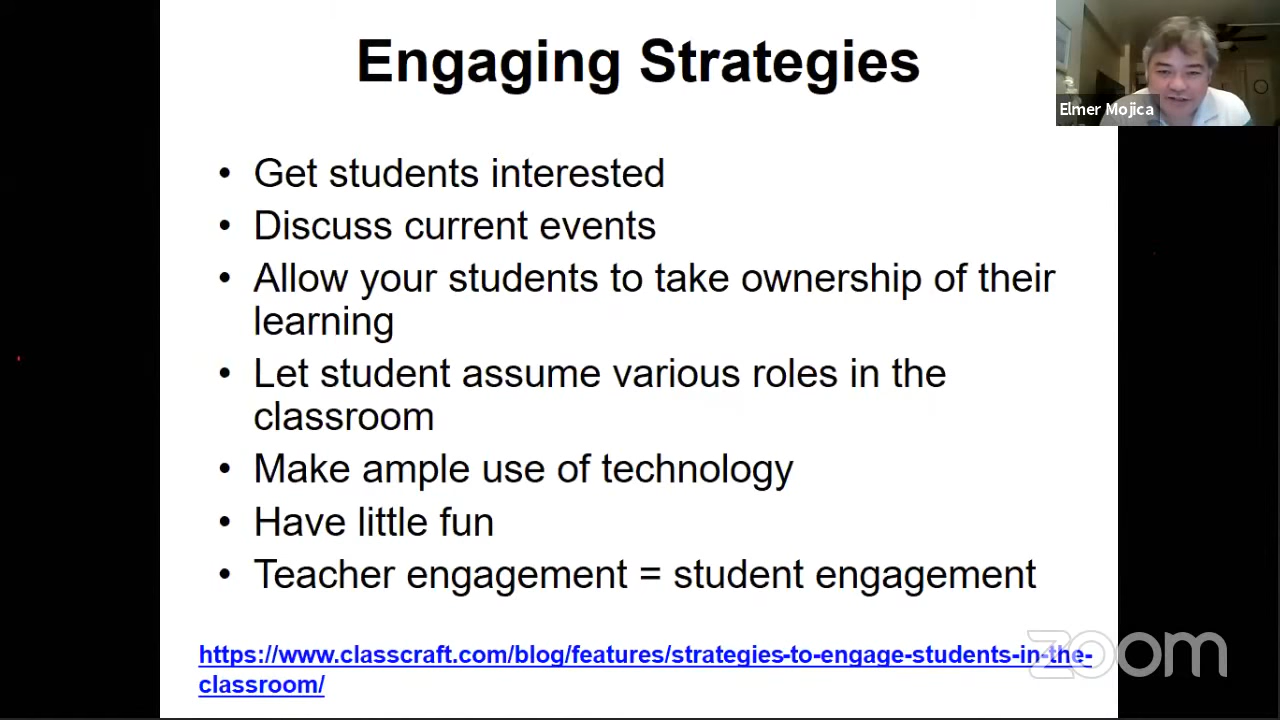 Engaging Strategies
Elmer Mojica
• Get students interested
• Discuss current events
• Allow your students to take ownership of their
learning
• Let student assume various roles in the
classroom
• Make ample use of technology
• Have little fun
• Teacher engagement = student engagement
https://www.classcraft.com/blog/features/strategies-to-engage-students-in-the-
classroom/
zoom